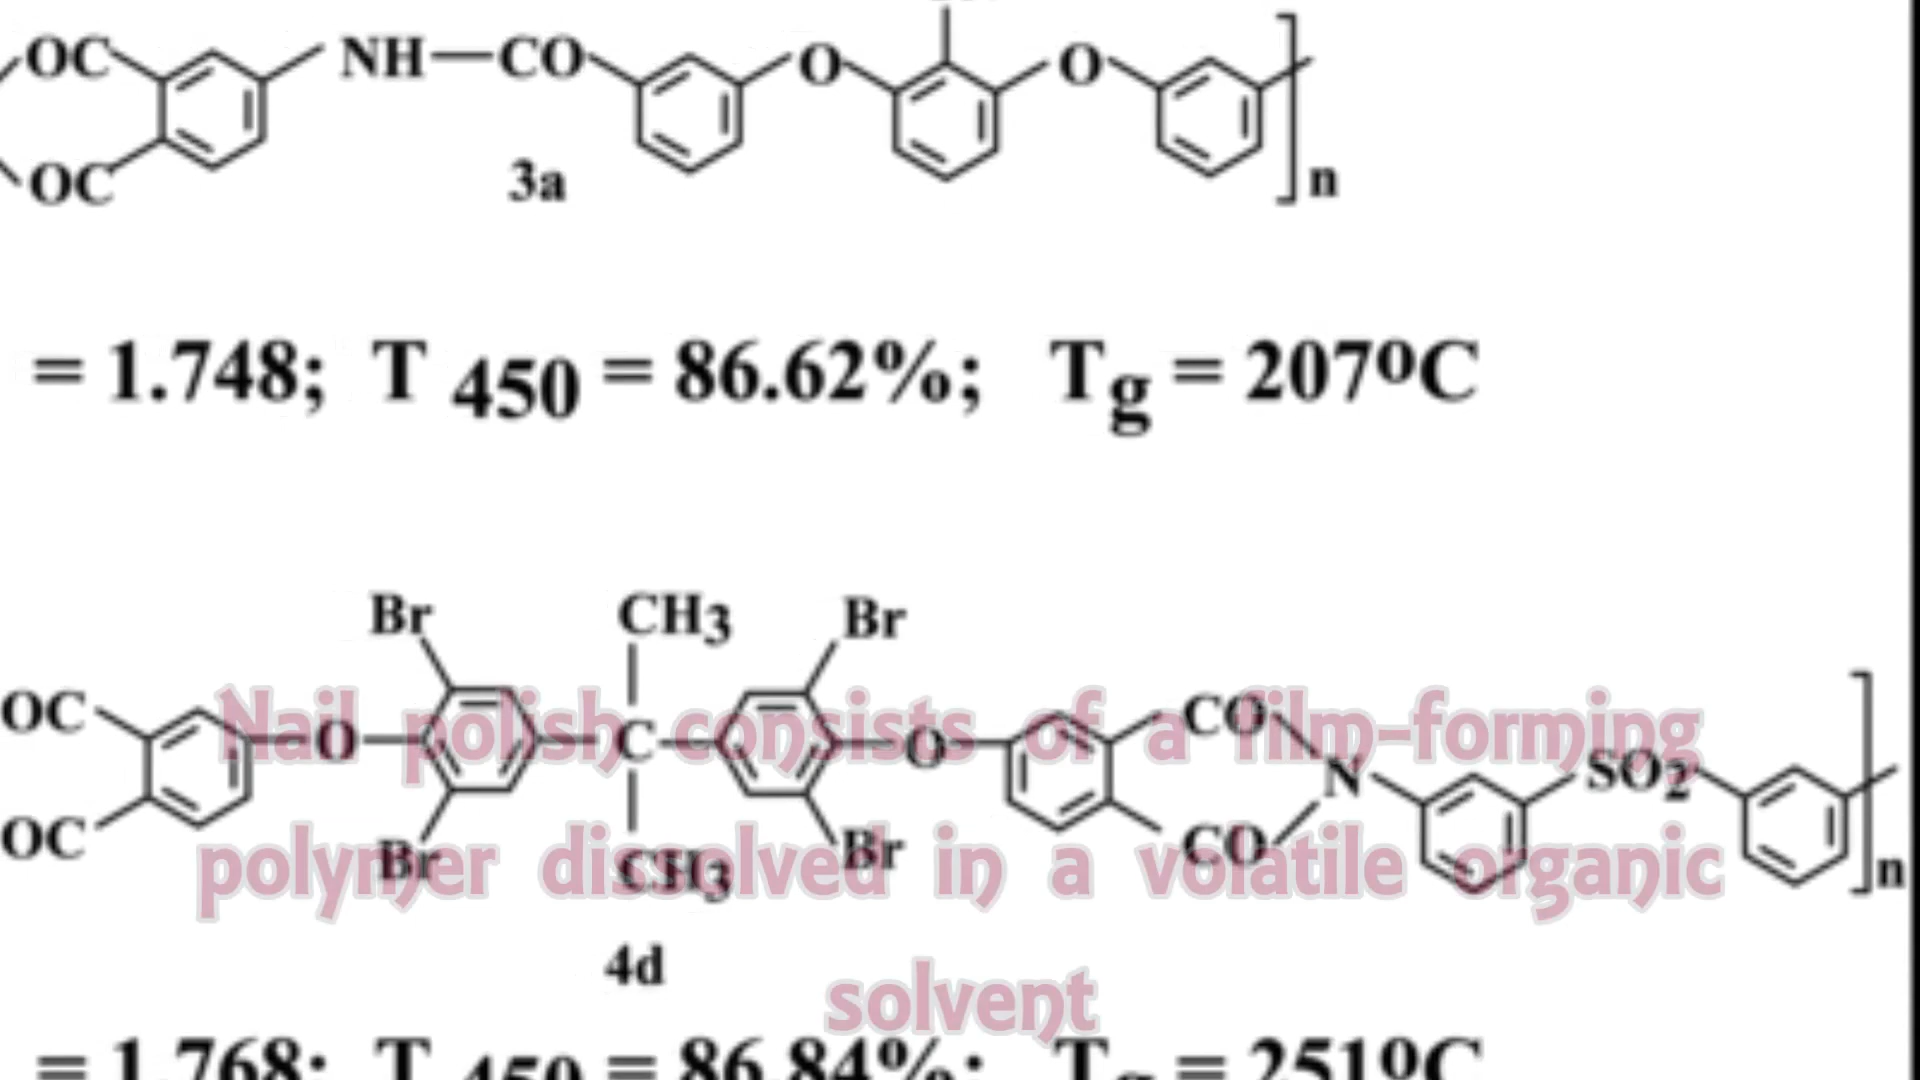 OC NH CO O O
OC 3a n
= 1.748; T 450 = 86.62%; Tg = 207ºC
Br CH3 Br
OC O C O CO N SO2
OC Br CH3 Br CO n
Nail polish consists of a film-forming
polymer dissolved in a volatile organic
solvent
4d
= 1.768; T 450 = 86.84%; Tg = 251ºC